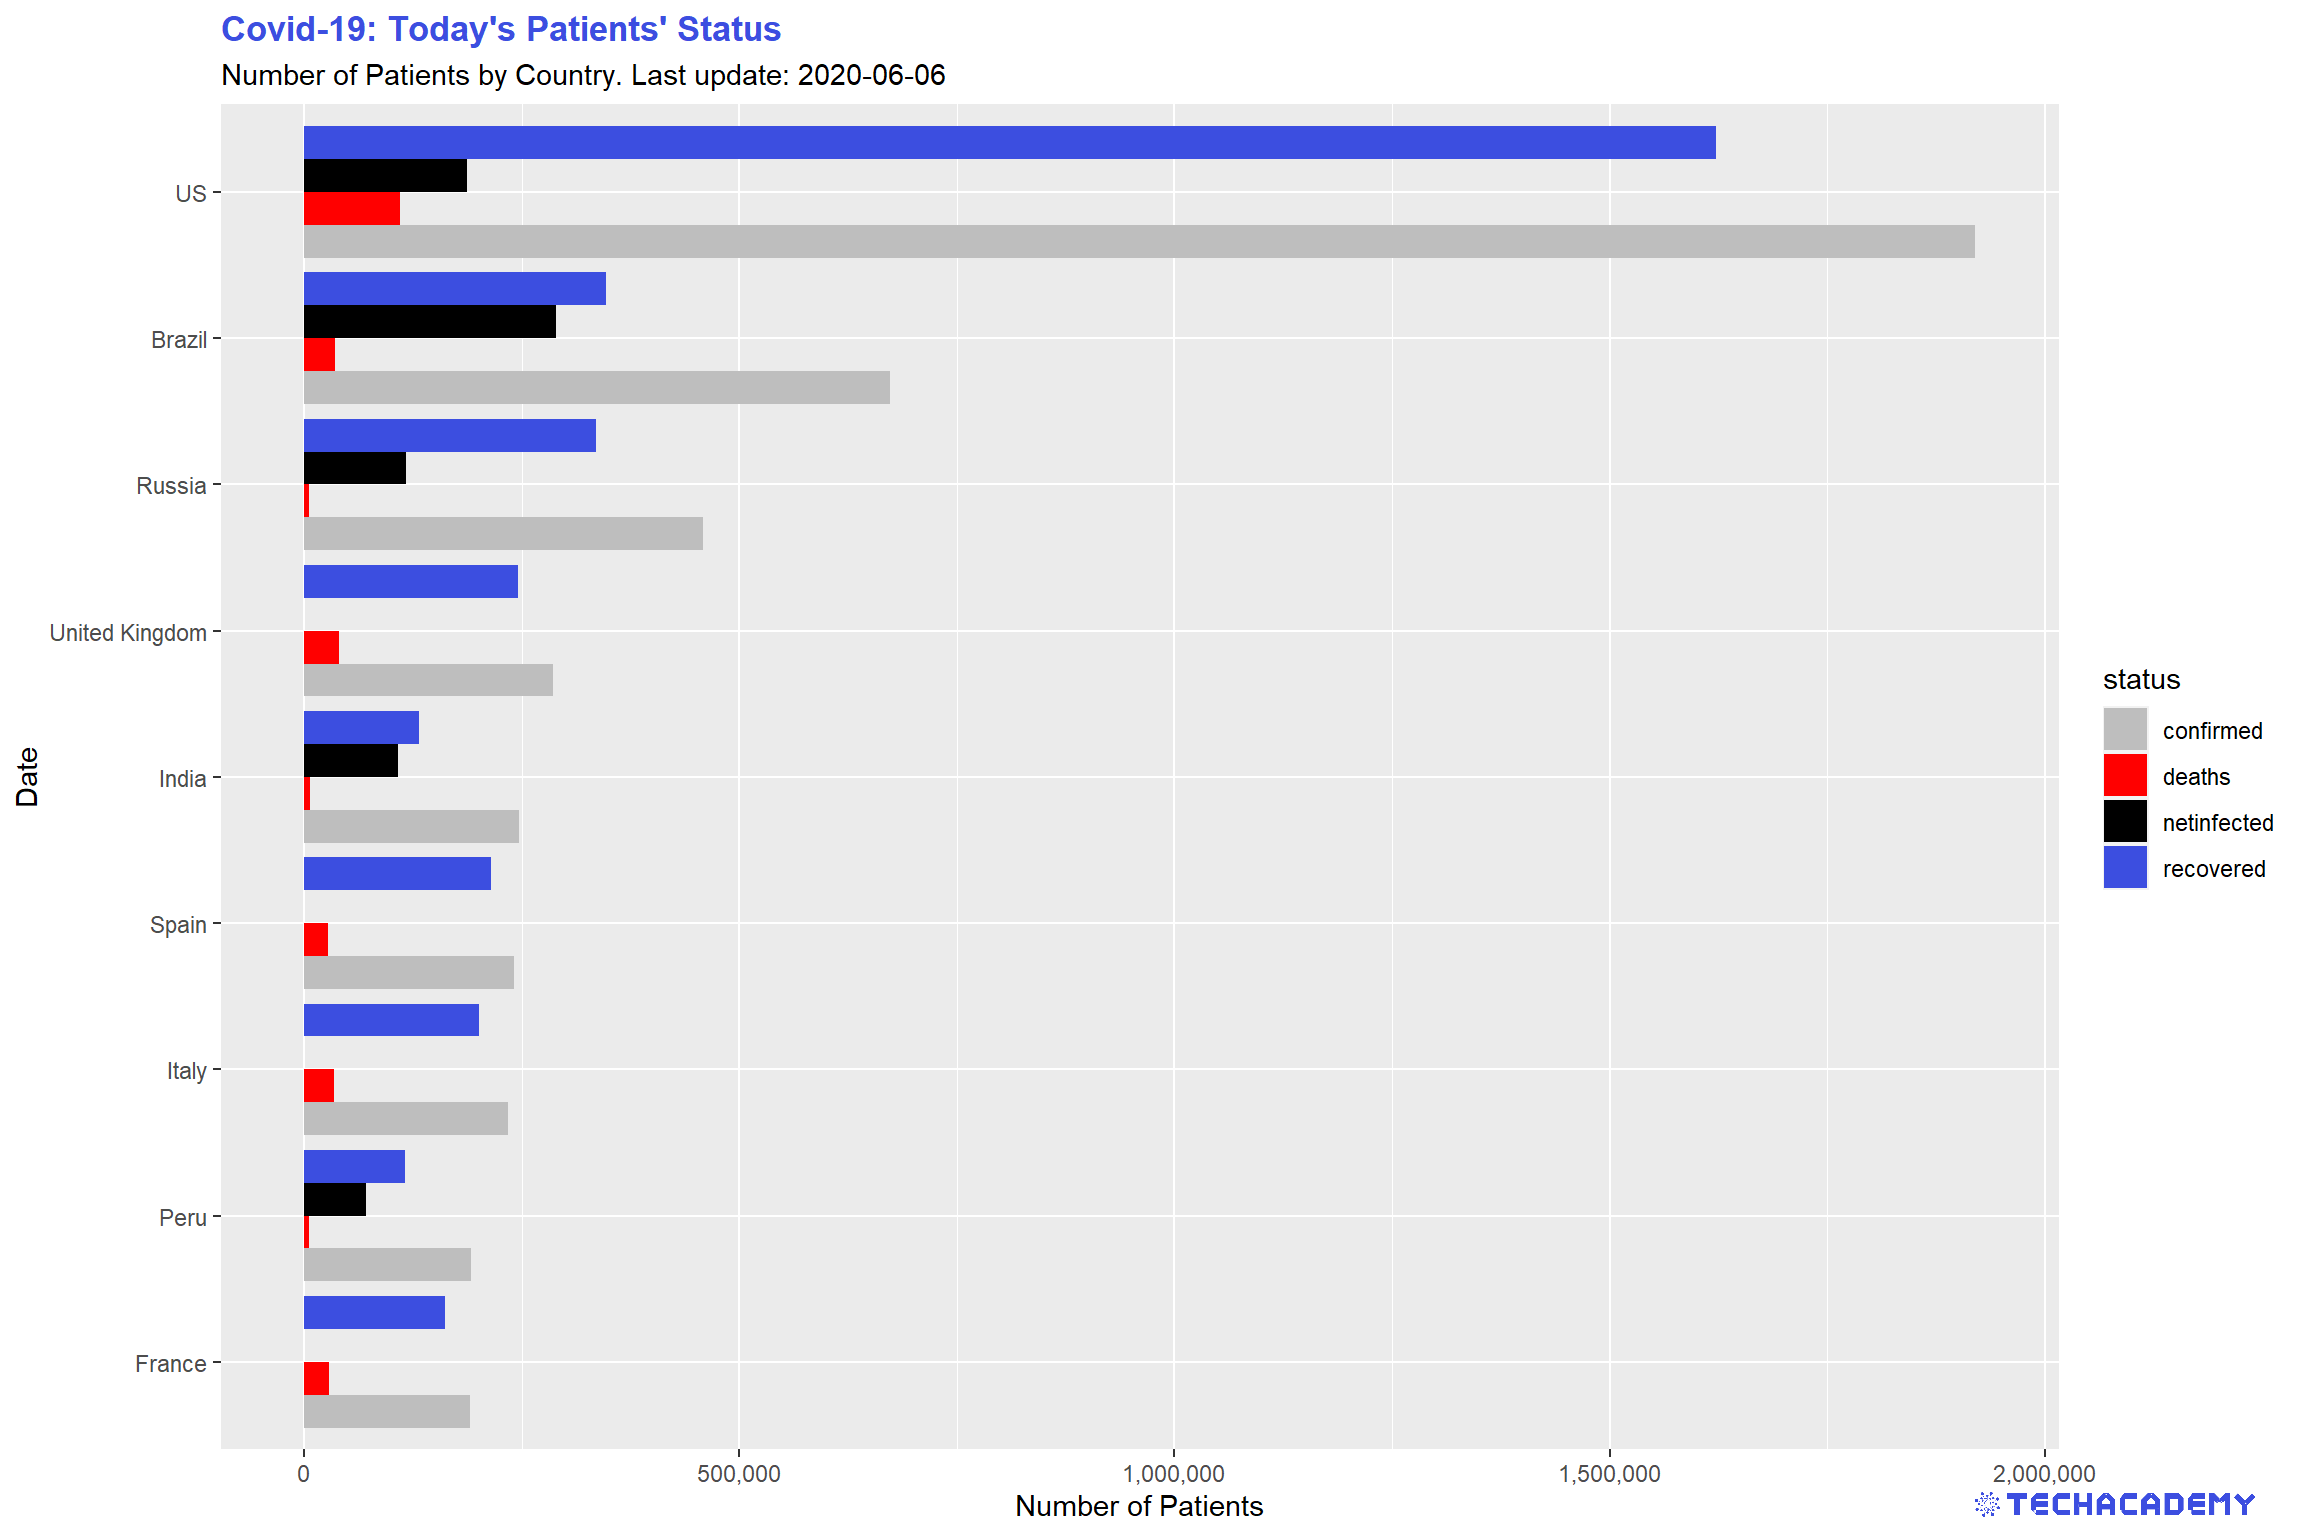 Covid-19: Today's Patients' Status
Number of Patients by Country. Last update: 2020-06-06
US
Brazil
Russia
United Kingdom
India
Spain
Italy
Peru
France
Date
0 500,000 1,000,000 1,500,000 2,000,000
Number of Patients
status
confirmed
deaths
netinfected
recovered
TECHACADEMY